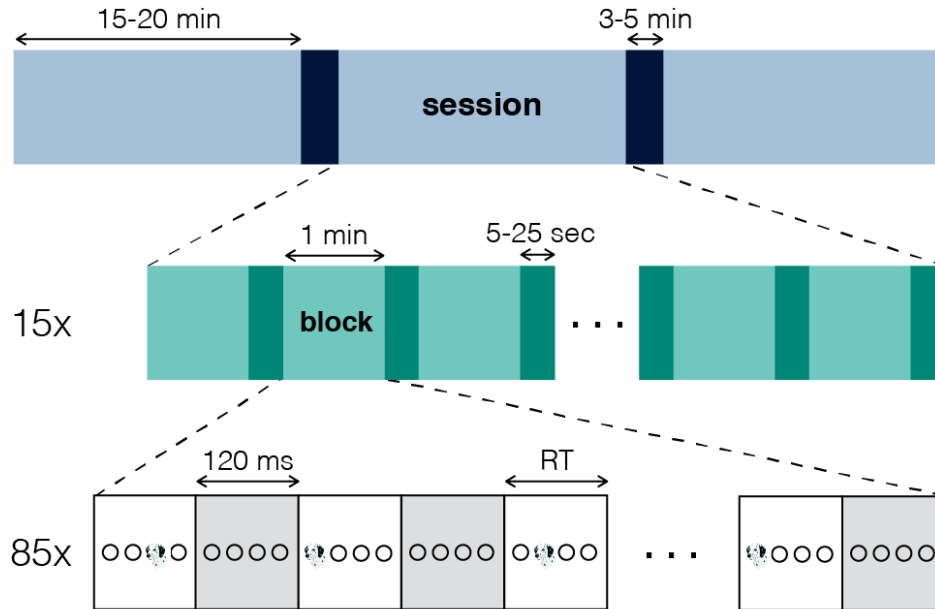 15-20 min
3-5 min
session
1 min
5-25 sec
15x
block
. . .
120 ms
RT
85x
. . .